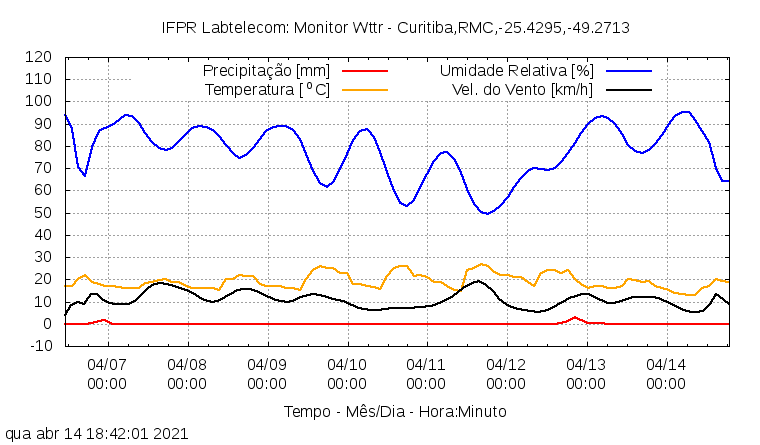 IFPR Labtelecom: Monitor Wttr - Curitiba,RMC,-25.4295,-49.2713
120
110
100
90
80
70
60
50
40
30
20
10
0
-10
Precipitação [mm]
Temperatura [⁰C]
Umidade Relativa [%]
Vel. do Vento [km/h]
04/07 04/08 04/09 04/10 04/11 04/12 04/13 04/14
00:00 00:00 00:00 00:00 00:00 00:00 00:00 00:00
Tempo - Mês/Dia - Hora:Minuto
qua abr 14 18:42:01 2021